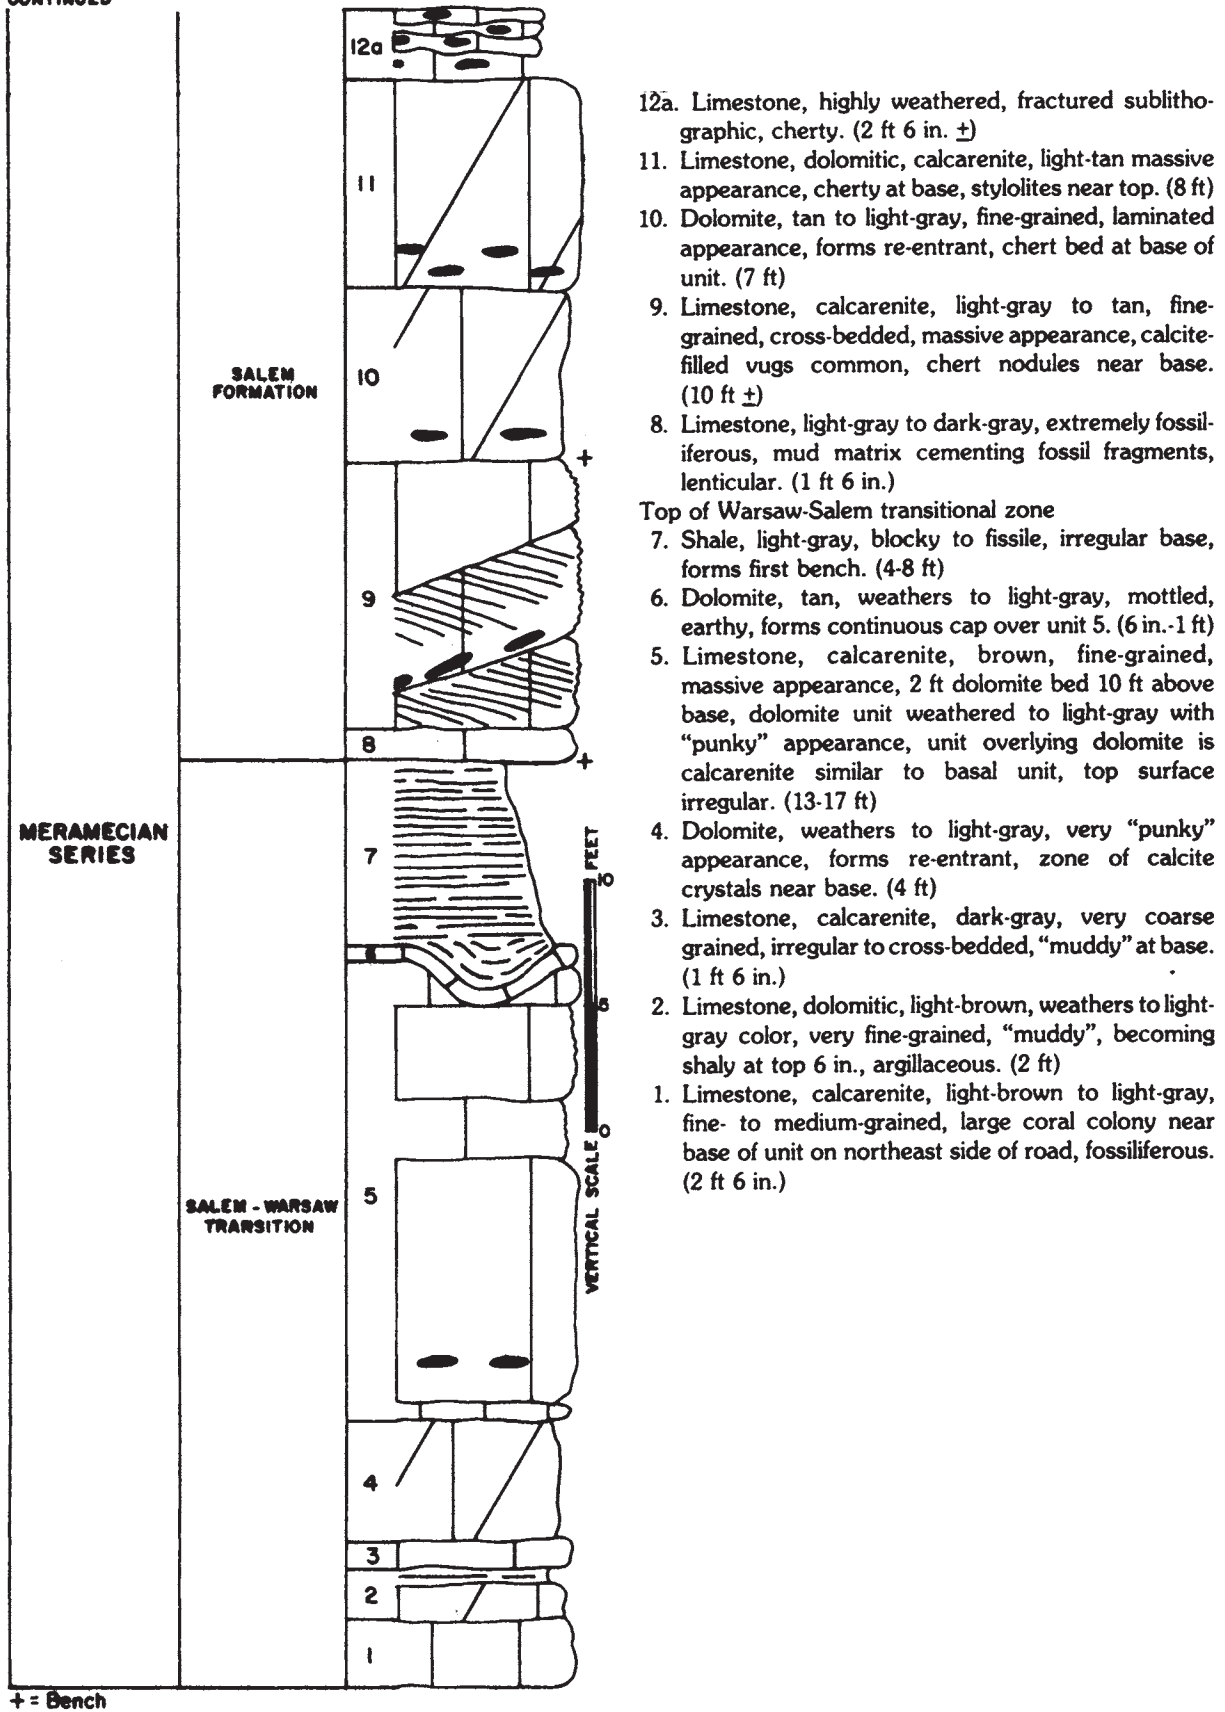 CONTINUED
12a
11
10
SALEM
FORMATION
9
8
MERAMECIAN
SERIES
7
6
5
SALEM - WARSAW
TRANSITION
4
3
2
1
FEET
10
5
0
VERTICAL SCALE
+
+
+ = Bench
12a. Limestone, highly weathered, fractured sublitho-
graphic, cherty. (2 ft 6 in. ±)
11. Limestone, dolomitic, calcarenite, light-tan massive
appearance, cherty at base, stylolites near top. (8 ft)
10. Dolomite, tan to light-gray, fine-grained, laminated
appearance, forms re-entrant, chert bed at base of
unit. (7 ft)
9. Limestone, calcarenite, light-gray to tan, fine-
grained, cross-bedded, massive appearance, calcite-
filled vugs common, chert nodules near base.
(10 ft ±)
8. Limestone, light-gray to dark-gray, extremely fossil-
iferous, mud matrix cementing fossil fragments,
lenticular. (1 ft 6 in.)
Top of Warsaw-Salem transitional zone
7. Shale, light-gray, blocky to fissile, irregular base,
forms first bench. (4-8 ft)
6. Dolomite, tan, weathers to light-gray, mottled,
earthy, forms continuous cap over unit 5. (6 in.-1 ft)
5. Limestone, calcarenite, brown, fine-grained,
massive appearance, 2 ft dolomite bed 10 ft above
base, dolomite unit weathered to light-gray with
“punky” appearance, unit overlying dolomite is
calcarenite similar to basal unit, top surface
irregular. (13-17 ft)
4. Dolomite, weathers to light-gray, very “punky”
appearance, forms re-entrant, zone of calcite
crystals near base. (4 ft)
3. Limestone, calcarenite, dark-gray, very coarse
grained, irregular to cross-bedded, “muddy” at base.
(1 ft 6 in.)
2. Limestone, dolomitic, light-brown, weathers to light-
gray color, very fine-grained, “muddy”, becoming
shaly at top 6 in., argillaceous. (2 ft)
1. Limestone, calcarenite, light-brown to light-gray,
fine- to medium-grained, large coral colony near
base of unit on northeast side of road, fossiliferous.
(2 ft 6 in.)